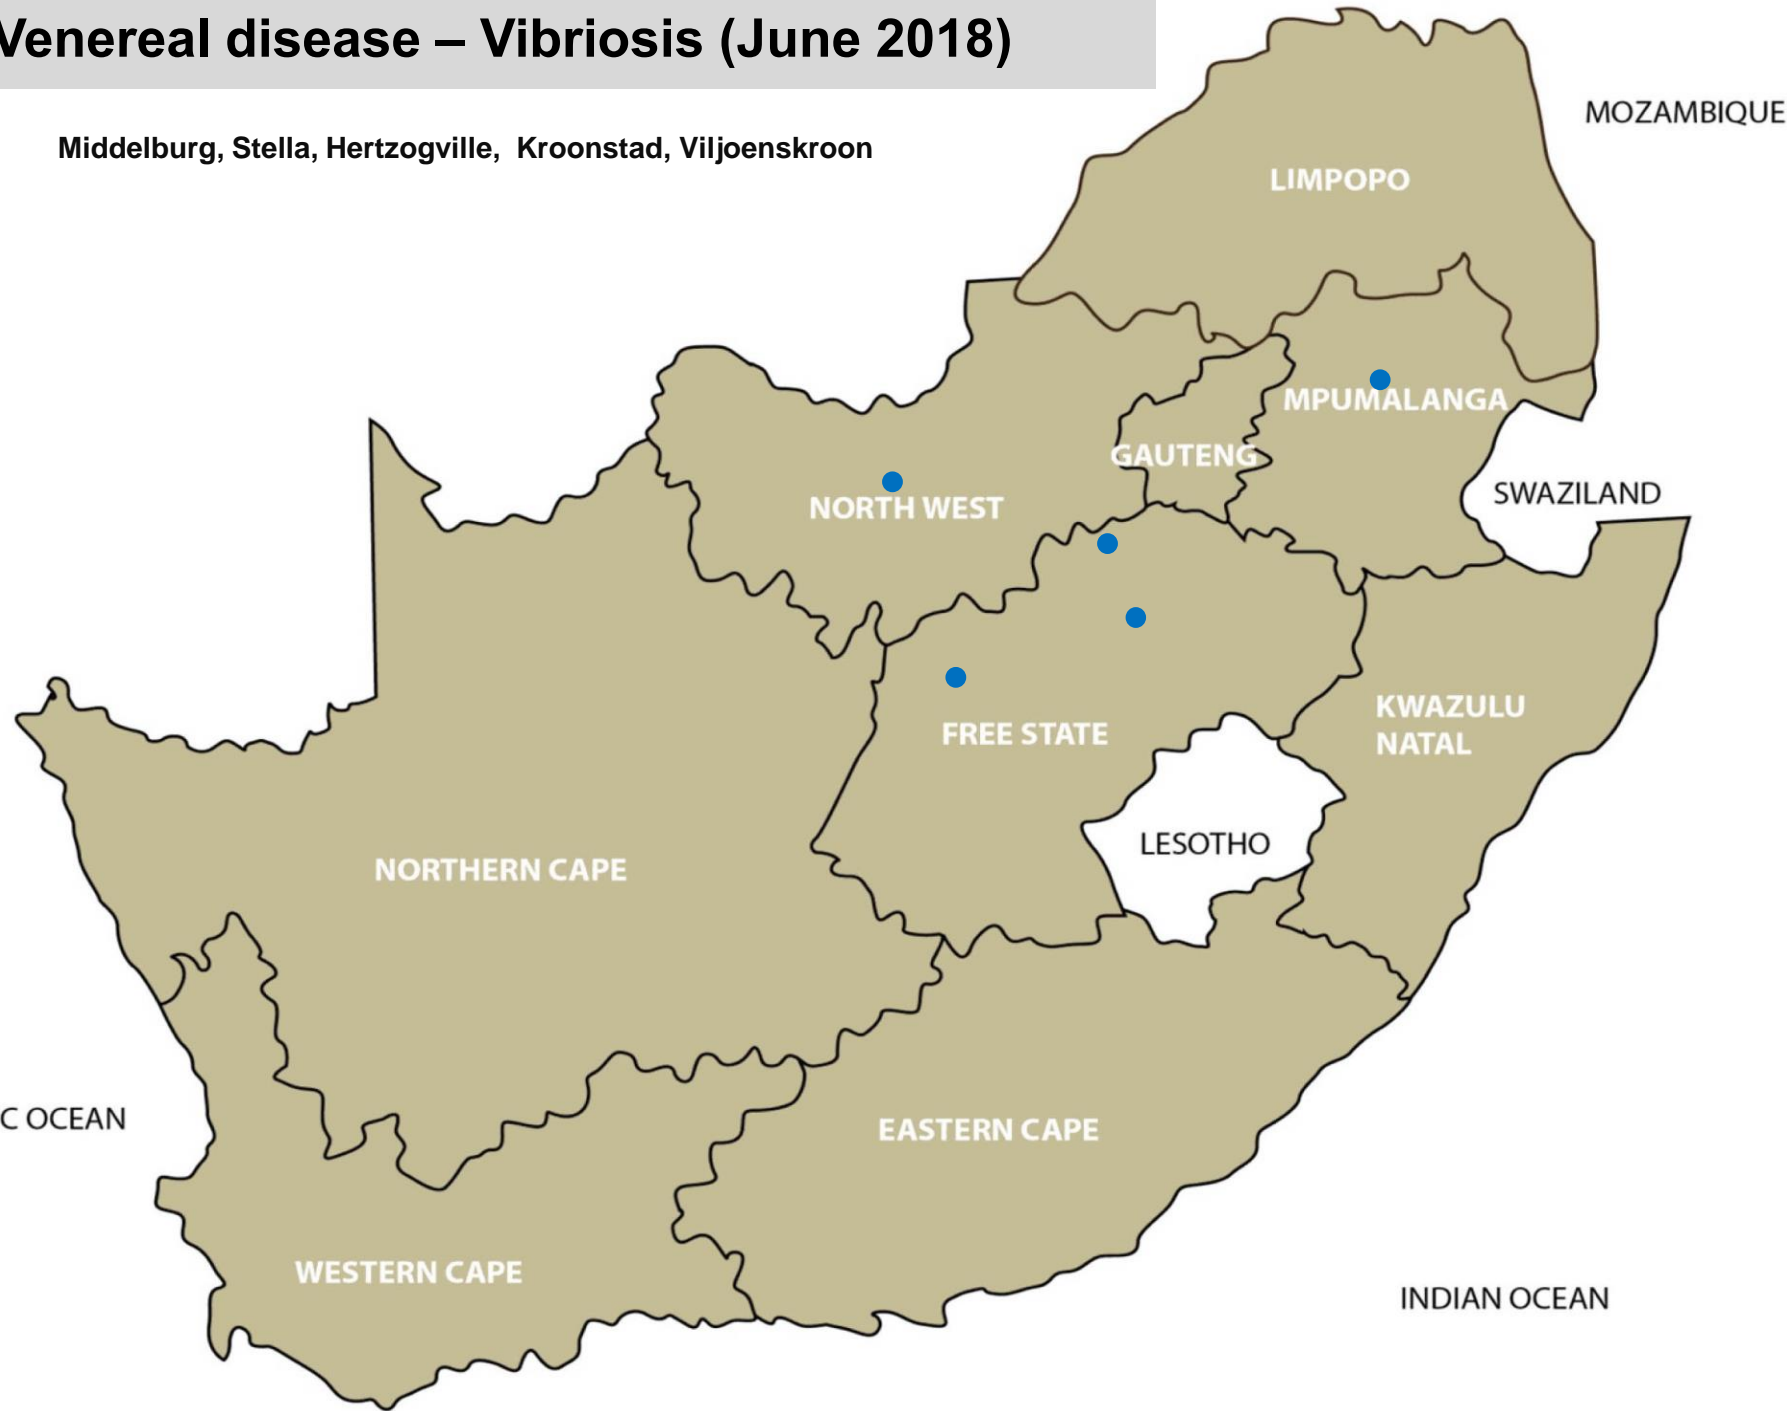 Venereal disease – Vibriosis (June 2018)
Middelburg, Stella, Hertzogville, Kroonstad, Viljoenskroon
MOZAMBIQUE
LIMPOPO
MPUMALANGA
GAUTENG
SWAZILAND
NORTH WEST
KWAZULU
NATAL
FREE STATE
LESOTHO
NORTHERN CAPE
C OCEAN
EASTERN CAPE
WESTERN CAPE
INDIAN OCEAN